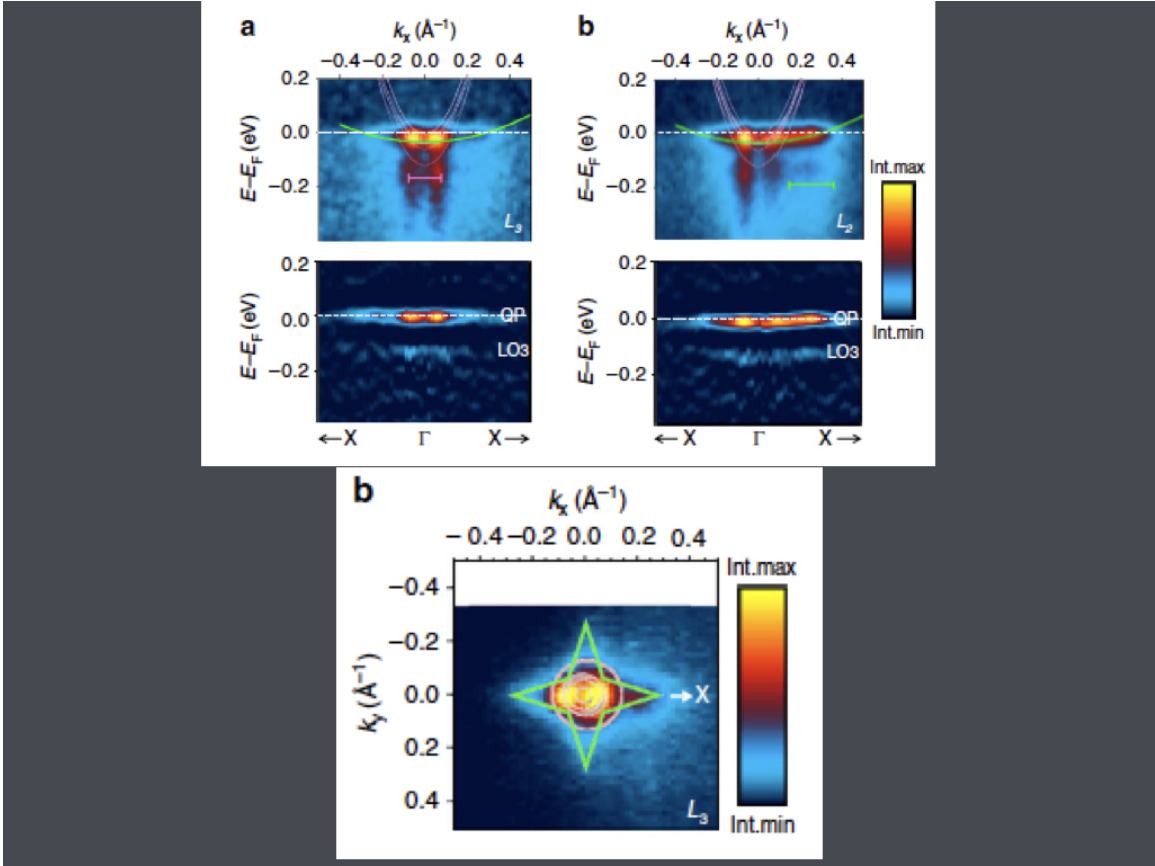 a
kx (Å−1)
−0.4 −0.2 0.0 0.2 0.4
0.2
0.0
−0.2
E−EF (eV)
L3
0.2
0.0
−0.2
E−EF (eV)
QP
LO3
← X Γ X →
b
kx (Å−1)
−0.4 −0.2 0.0 0.2 0.4
0.2
0.0
−0.2
E−EF (eV)
L2
Int.max
Int.min
0.2
0.0
−0.2
E−EF (eV)
QP
LO3
← X Γ X →
b
kx (Å−1)
− 0.4 −0.2 0.0 0.2 0.4
−0.4
−0.2
0.0
0.2
0.4
ky (Å−1)
→ X
L3
Int.max
Int.min